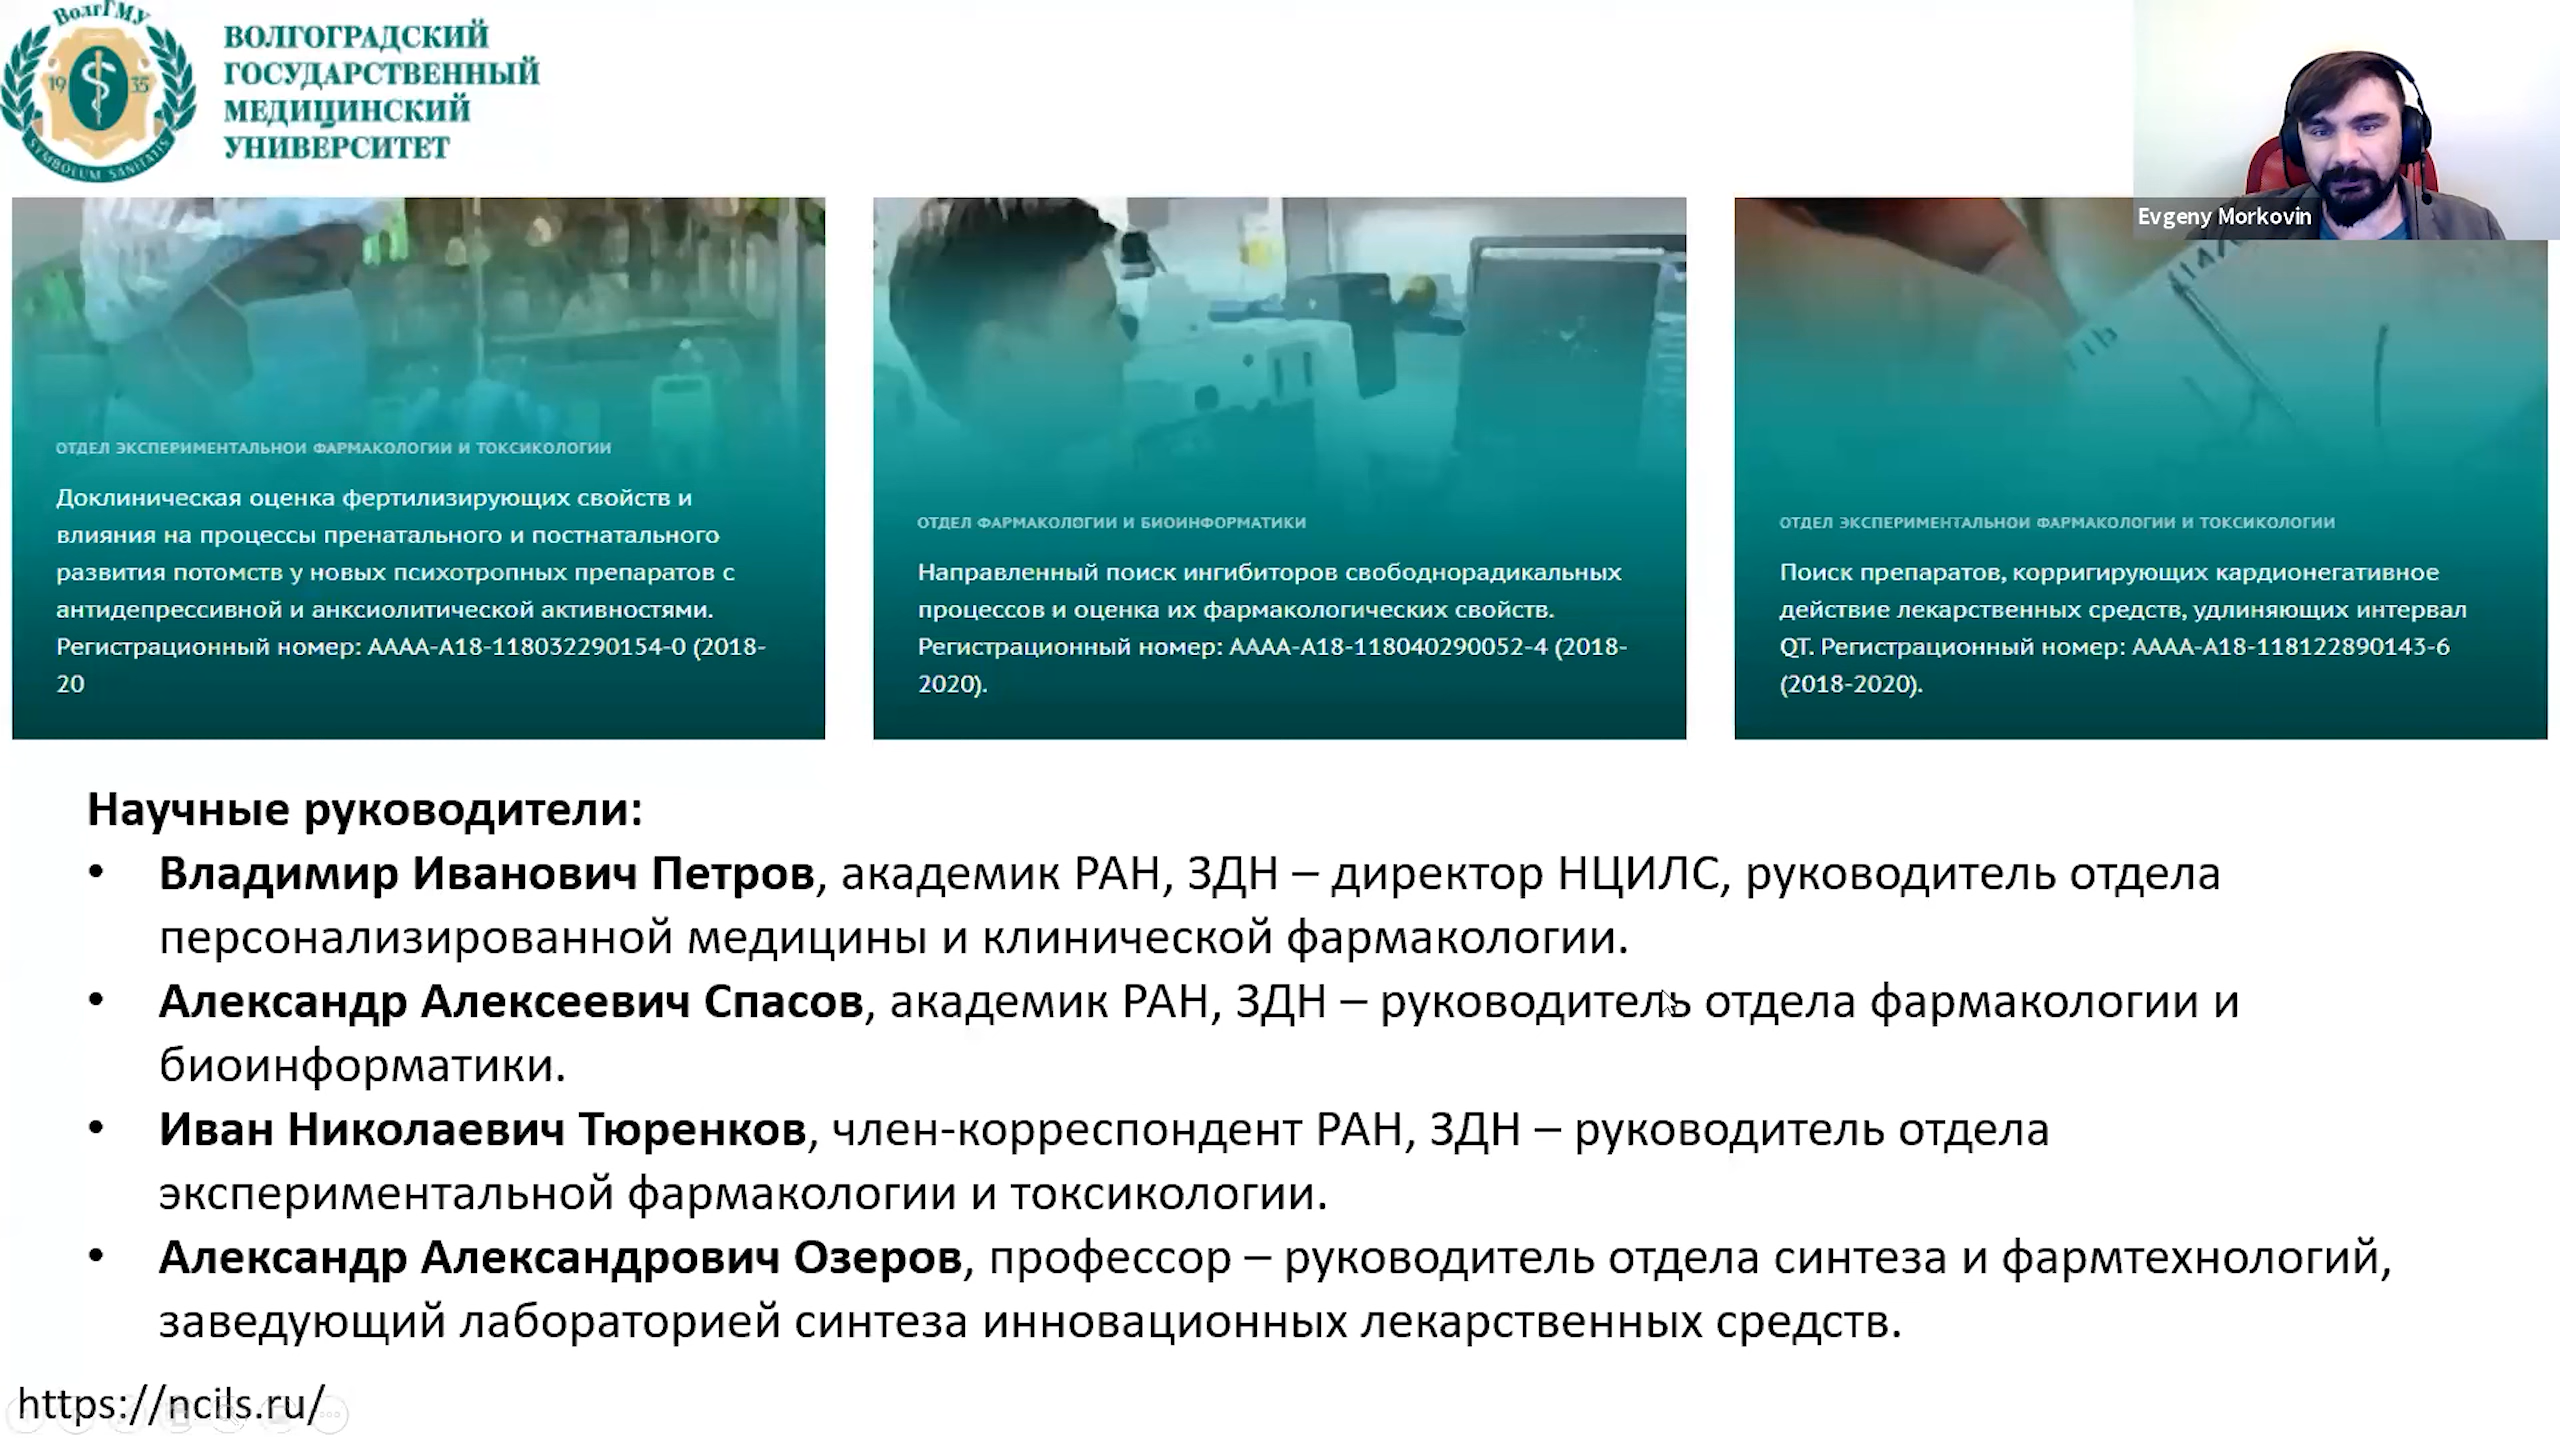 ВолгГМУ
19 35
SYMBOLUM SANITATIS
ВОЛГОГРАДСКИЙ
ГОСУДАРСТВЕННЫЙ
МЕДИЦИНСКИЙ
УНИВЕРСИТЕТ
Evgeny Morkovin
ОТДЕЛ ЭКСПЕРИМЕНТАЛЬНОЙ ФАРМАКОЛОГИИ И ТОКСИКОЛОГИИ
Доклиническая оценка фертилизирующих свойств и
влияния на процессы пренатального и постнатального
развития потомств у новых психотропных препаратов с
антидепрессивной и анксиолитической активностями.
Регистрационный номер: АААА-А18-118032290154-0 (2018-
20
ОТДЕЛ ФАРМАКОЛОГИИ И БИОИНФОРМАТИКИ
Направленный поиск ингибиторов свободнорадикальных
процессов и оценка их фармакологических свойств.
Регистрационный номер: АААА-А18-118040290052-4 (2018-
2020).
ОТДЕЛ ЭКСПЕРИМЕНТАЛЬНОЙ ФАРМАКОЛОГИИ И ТОКСИКОЛОГИИ
Поиск препаратов, корригирующих кардионегативное
действие лекарственных средств, удлиняющих интервал
QT. Регистрационный номер: АААА-А18-118122890143-6
(2018-2020).
Научные руководители:
• Владимир Иванович Петров, академик РАН, ЗДН – директор НЦИЛС, руководитель отдела
персонализированной медицины и клинической фармакологии.
• Александр Алексеевич Спасов, академик РАН, ЗДН – руководитель отдела фармакологии и
биоинформатики.
• Иван Николаевич Тюренков, член-корреспондент РАН, ЗДН – руководитель отдела
экспериментальной фармакологии и токсикологии.
• Александр Александрович Озеров, профессор – руководитель отдела синтеза и фармтехнологий,
заведующий лабораторией синтеза инновационных лекарственных средств.
https://ncils.ru/